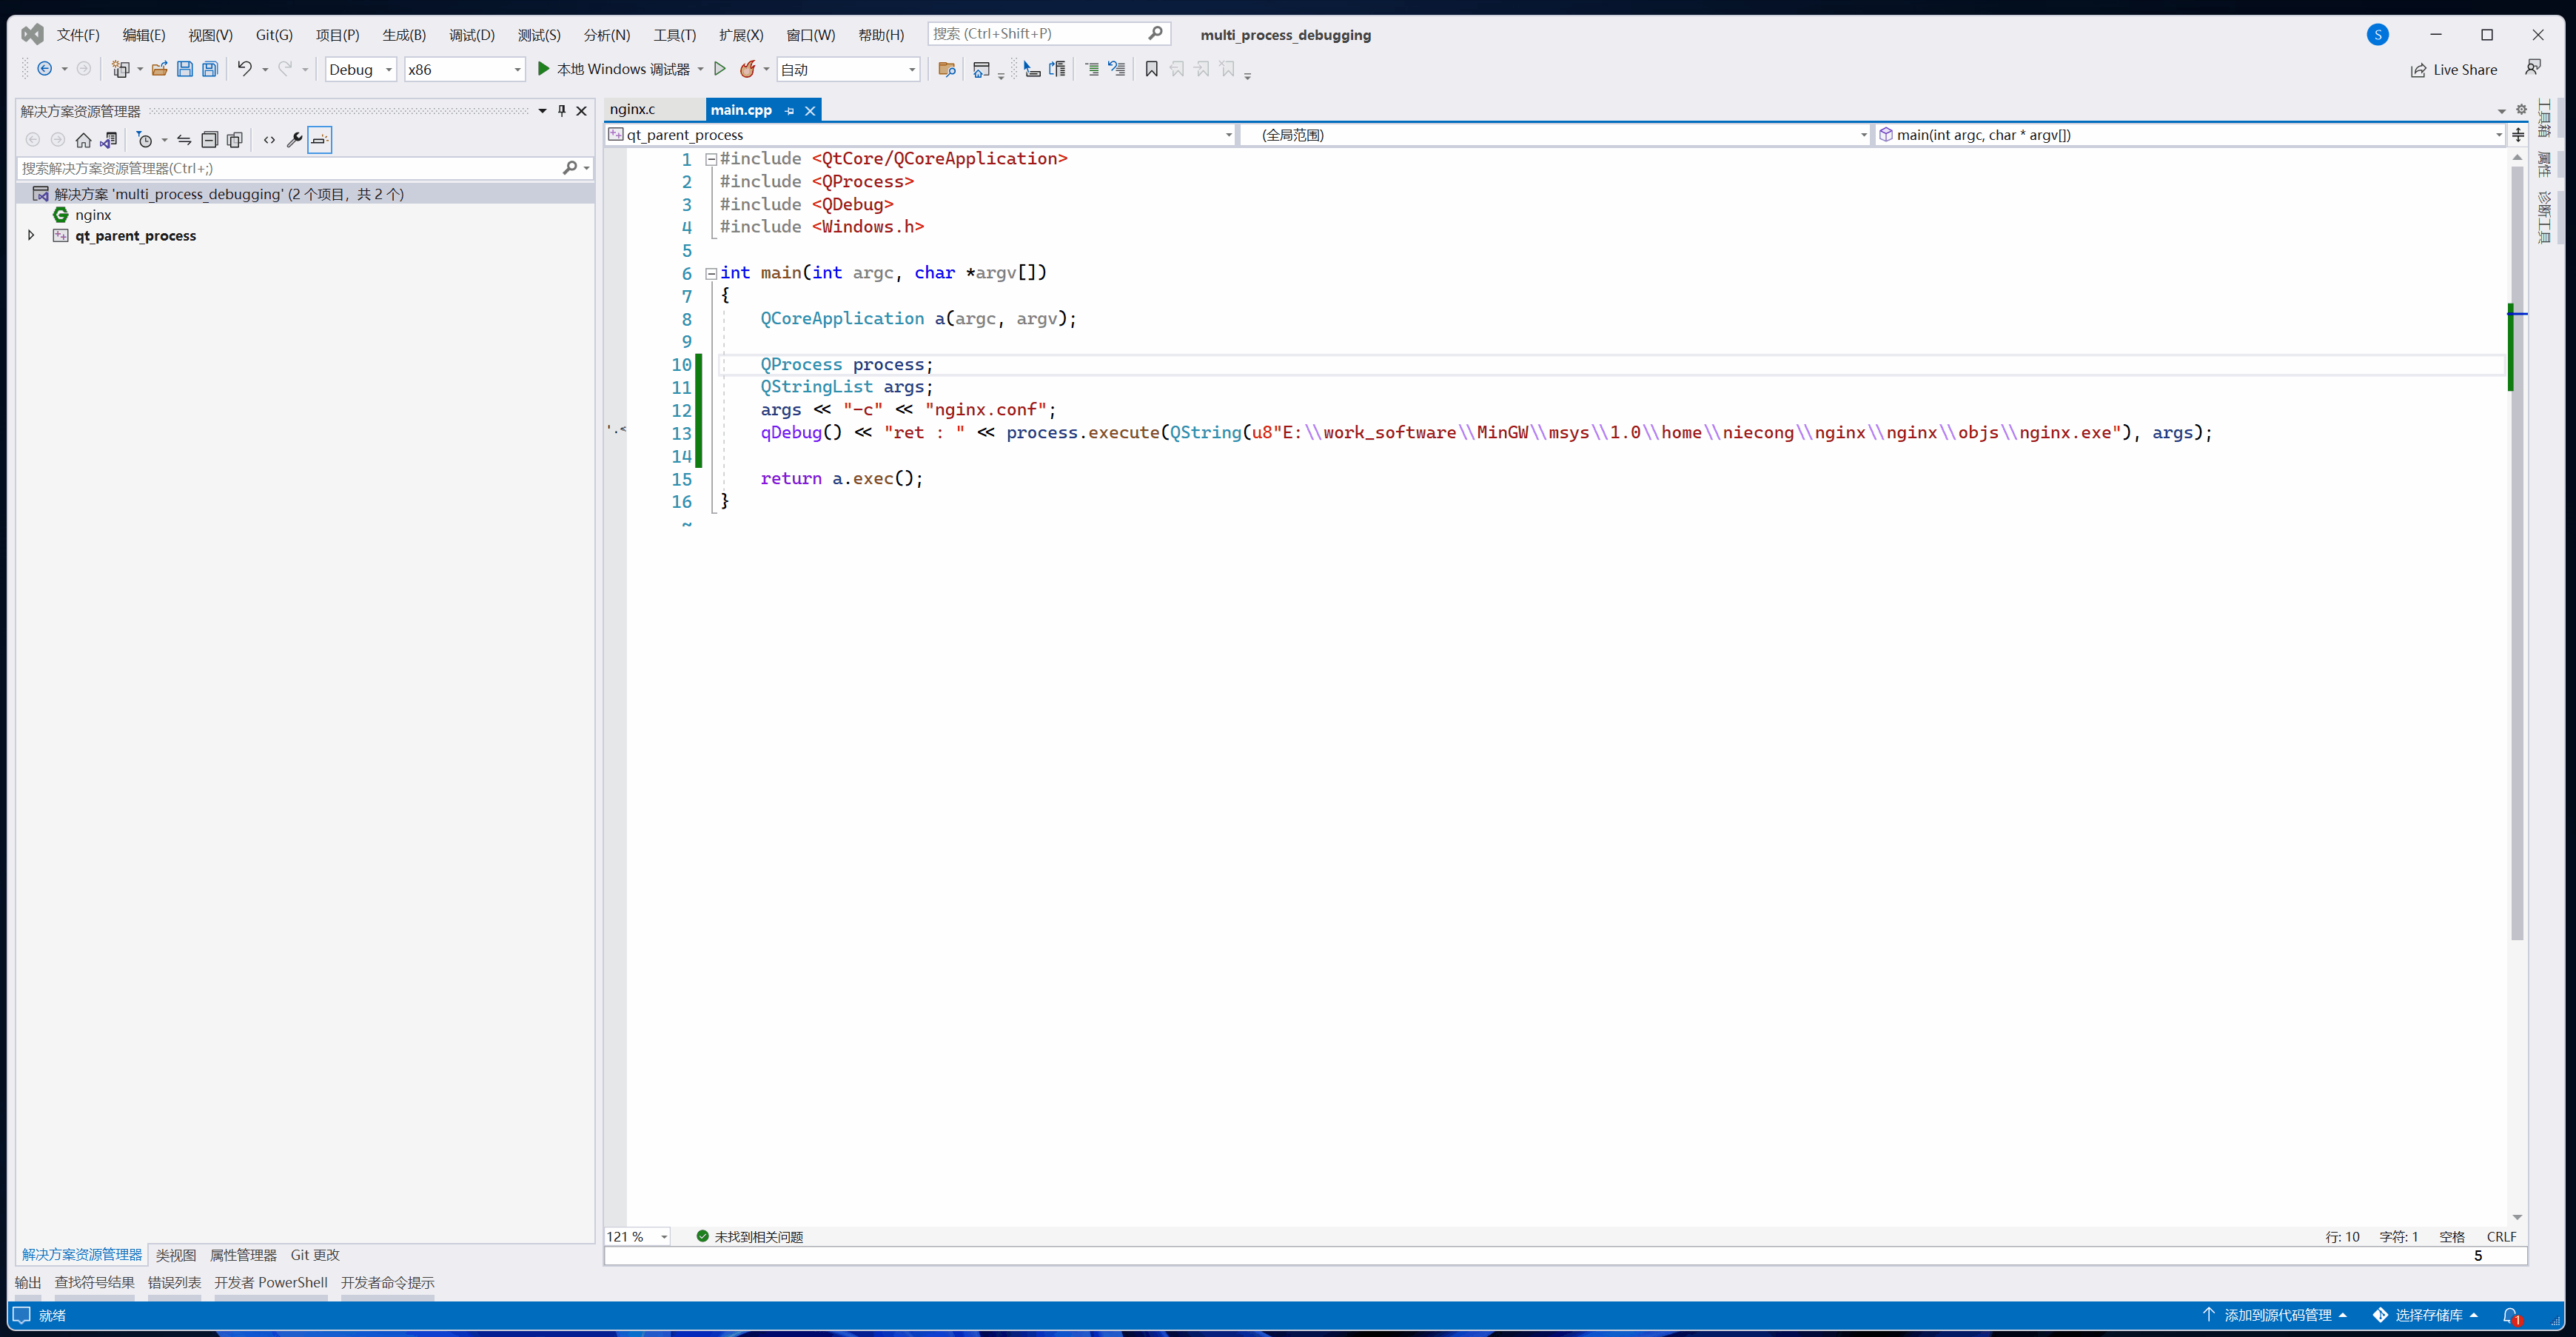 文件(F) 编辑(E) 视图(V) Git(G) 项目(P) 生成(B) 调试(D) 测试(S) 分析(N) 工具(T) 扩展(X) 窗口(W) 帮助(H) 搜索 (Ctrl+Shift+P) multi_process_debugging S
Debug x86 本地 Windows 调试器 自动 Live Share
解决方案资源管理器
搜索解决方案资源管理器(Ctrl+;)
解决方案 'multi_process_debugging' (2 个项目，共 2 个)
nginx
qt_parent_process
nginx.c main.cpp
qt_parent_process (全局范围) main(int argc, char * argv[])
1 #include <QtCore/QCoreApplication>
2 #include <QProcess>
3 #include <QDebug>
4 #include <Windows.h>
5
6 int main(int argc, char *argv[])
7 {
8 QCoreApplication a(argc, argv);
9
10 QProcess process;
11 QStringList args;
12 args << "-c" << "nginx.conf";
13 qDebug() << "ret : " << process.execute(QString(u8"E:\\work_software\\MinGW\\msys\\1.0\\home\\niecong\\nginx\\nginx\\objs\\nginx.exe"), args);
14
15 return a.exec();
16 }
~
'.<
工具箱
属性
诊断工具
121 % 未找到相关问题 行: 10 字符: 1 空格 CRLF
5
解决方案资源管理器 类视图 属性管理器 Git 更改
输出 查找符号结果 错误列表 开发者 PowerShell 开发者命令提示
就绪 添加到源代码管理 选择存储库 1